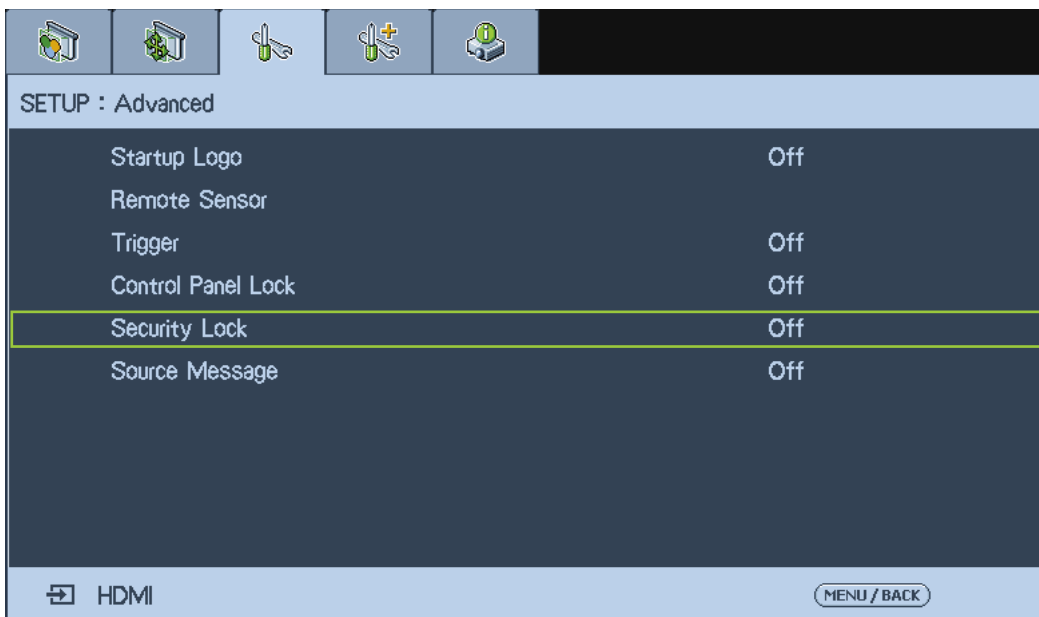 SETUP : Advanced
Startup Logo Off
Remote Sensor
Trigger Off
Control Panel Lock Off
Security Lock Off
Source Message Off
HDMI MENU / BACK